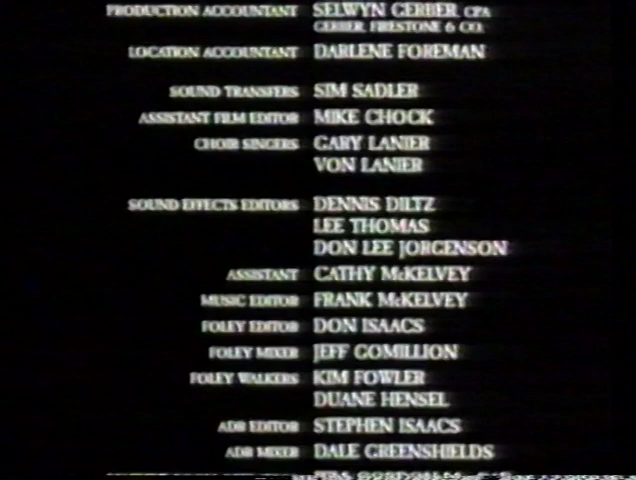 PRODUCTION ACCOUNTANT SELWYN GERBER CPA
GERBER, FIRESTONE & CO.
LOCATION ACCOUNTANT DARLENE FOREMAN
SOUND TRANSFERS SIM SADLER
ASSISTANT FILM EDITOR MIKE CHOCK
CHOIR SINGERS GARY LANIER
VON LANIER
SOUND EFFECTS EDITORS DENNIS DILTZ
LEE THOMAS
DON LEE JORGENSON
ASSISTANT CATHY McKELVEY
MUSIC EDITOR FRANK McKELVEY
FOLEY EDITOR DON ISAACS
FOLEY MIXER JEFF GOMILLION
FOLEY WALKERS KIM FOWLER
DUANE HENSEL
ADR EDITOR STEPHEN ISAACS
ADR MIXER DALE GREENSHIELDS